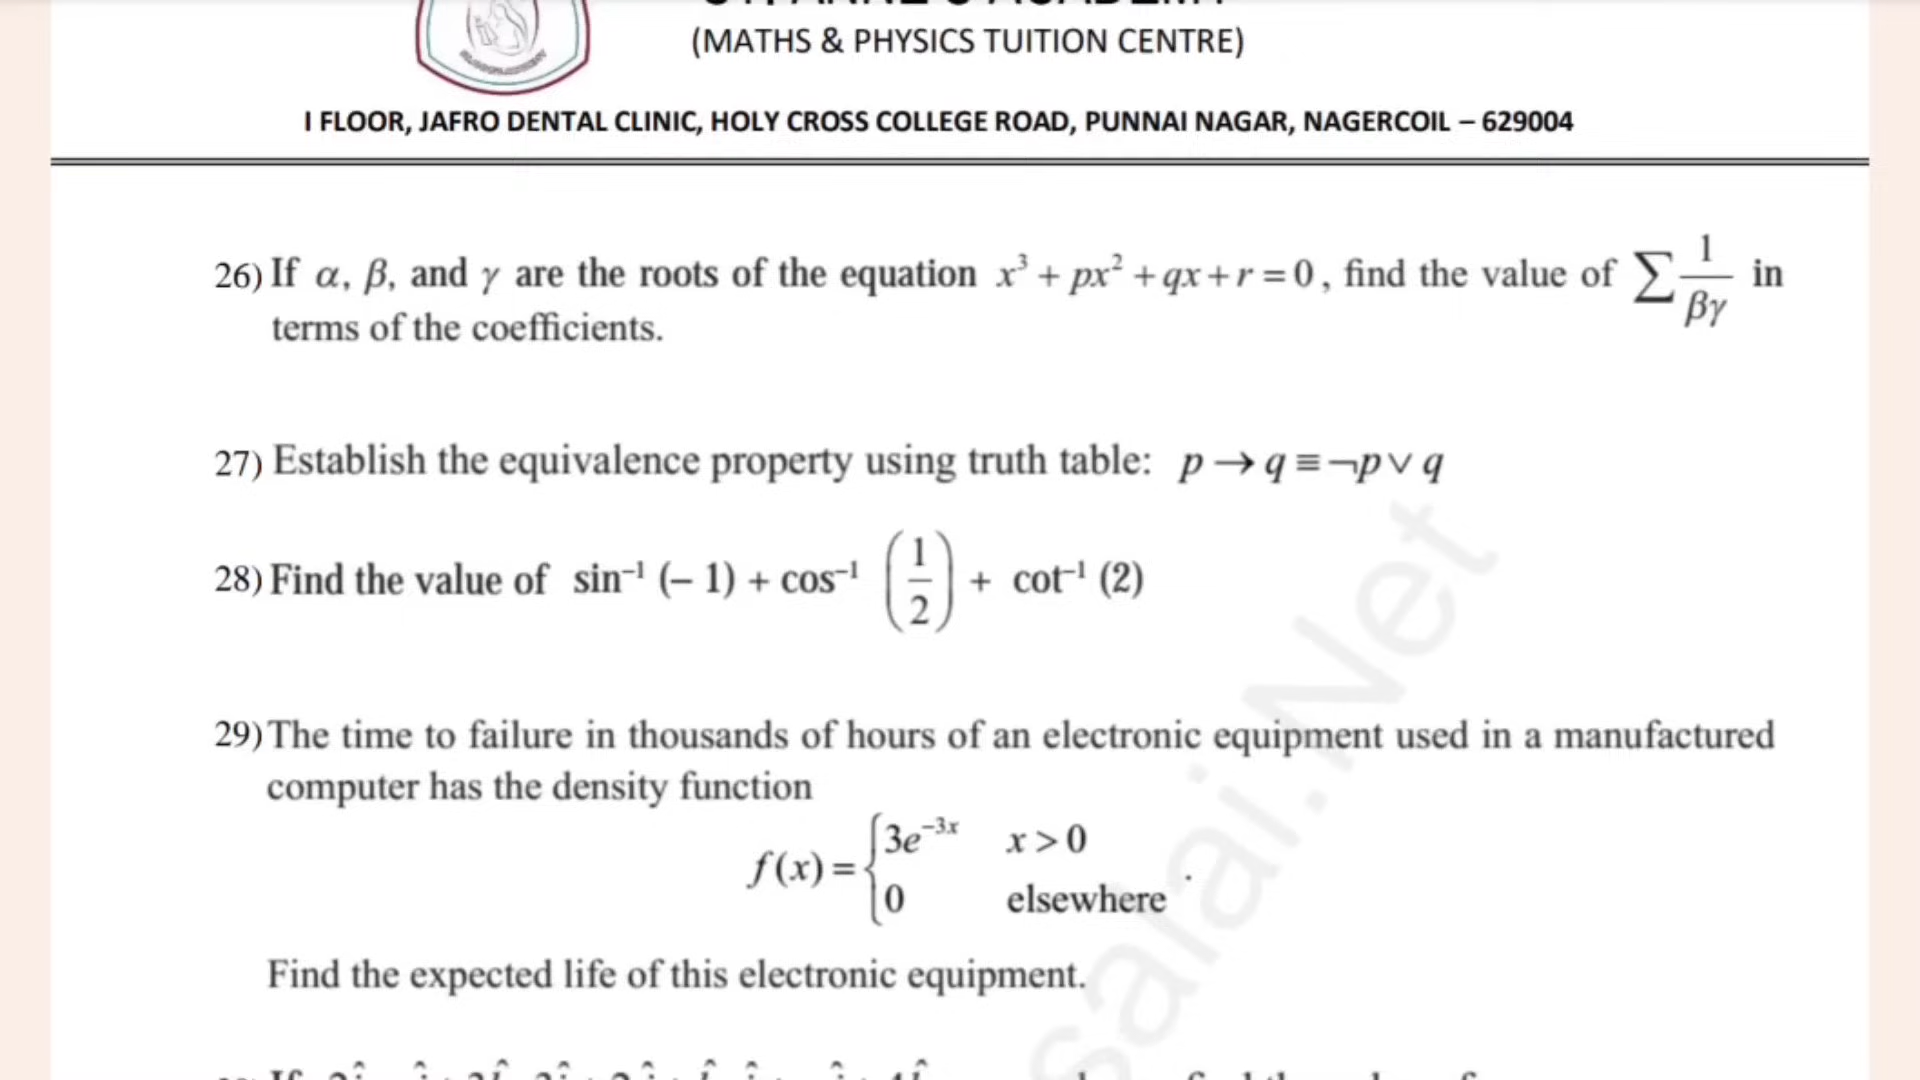 (MATHS & PHYSICS TUITION CENTRE)
I FLOOR, JAFRO DENTAL CLINIC, HOLY CROSS COLLEGE ROAD, PUNNAI NAGAR, NAGERCOIL – 629004
26) If α, β, and γ are the roots of the equation x³ + px² + qx + r = 0, find the value of ∑ 1/βγ in
terms of the coefficients.
27) Establish the equivalence property using truth table: p → q ≡ ¬p ∨ q
28) Find the value of sin⁻¹ (– 1) + cos⁻¹ (1/2) + cot⁻¹ (2)
29) The time to failure in thousands of hours of an electronic equipment used in a manufactured
computer has the density function
f(x) = { 3e⁻³ˣ x > 0
0 elsewhere .
Find the expected life of this electronic equipment.
salai.Net